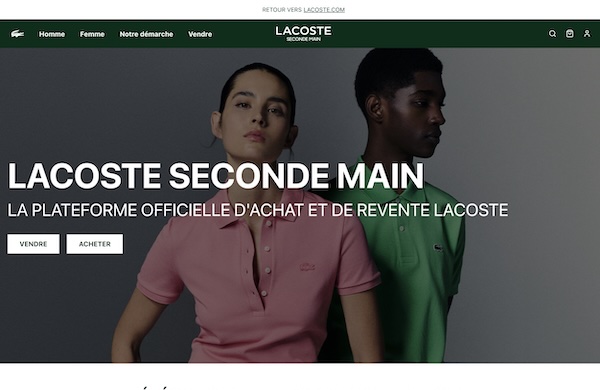 RETOUR VERS LACOSTE.COM
Homme Femme Notre démarche Vendre
LACOSTE
SECONDE MAIN
LACOSTE SECONDE MAIN
LA PLATEFORME OFFICIELLE D'ACHAT ET DE REVENTE LACOSTE
VENDRE ACHETER